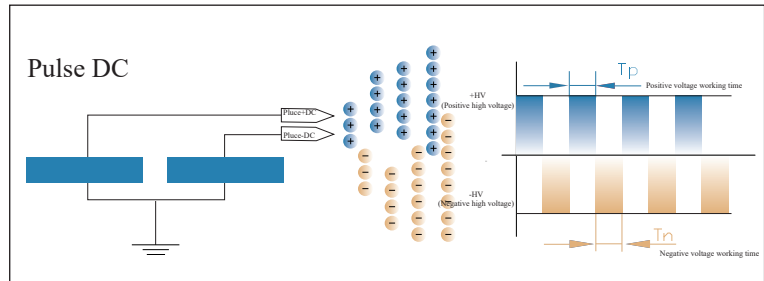 Pulse DC
Pluce+DC
Pluce-DC
+HV
(Positive high voltage)
-HV
(Negative high voltage)
Tp
Positive voltage working time
Tn
Negative voltage working time